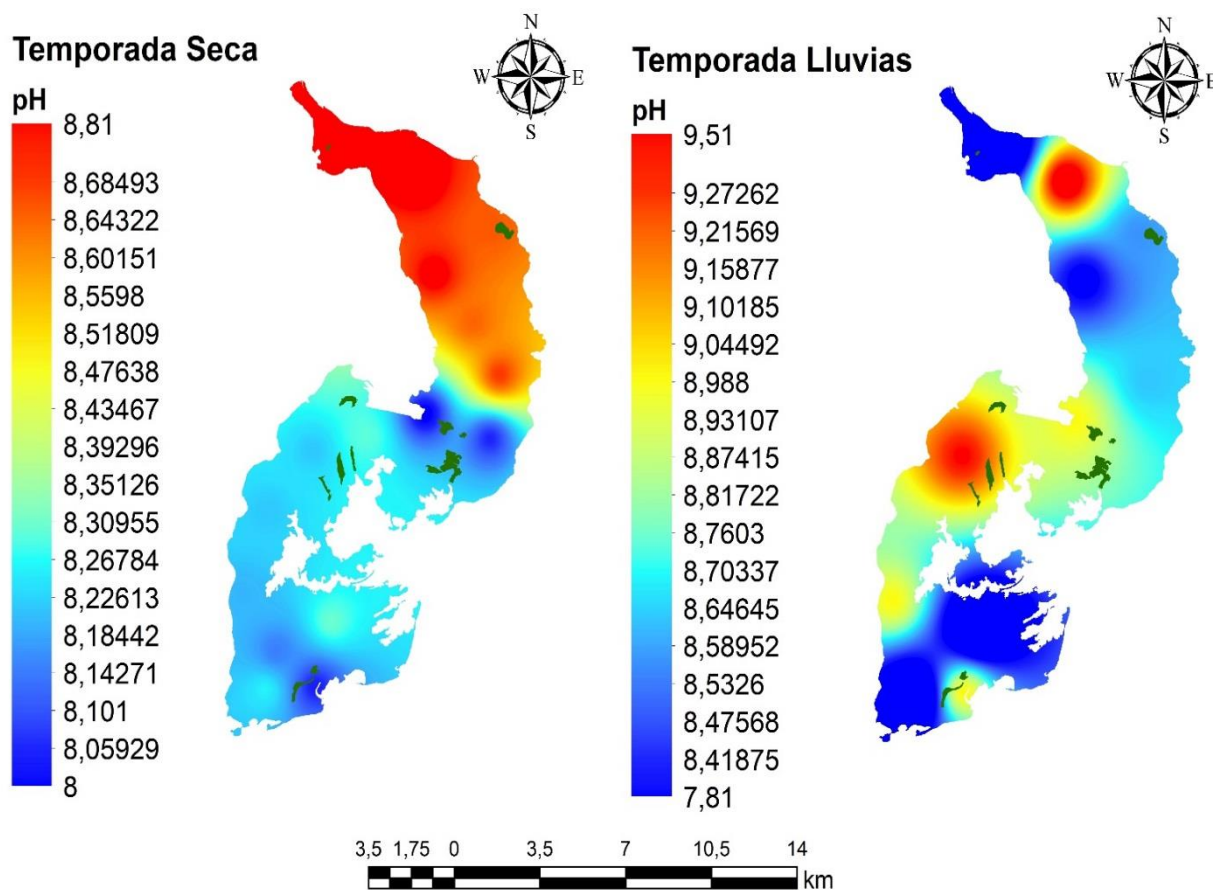 Temporada Seca
pH
8,81
8,68493
8,64322
8,60151
8,5598
8,51809
8,47638
8,43467
8,39296
8,35126
8,30955
8,26784
8,22613
8,18442
8,14271
8,101
8,05929
8
N
W
E
S
Temporada Lluvias
pH
9,51
9,27262
9,21569
9,15877
9,10185
9,04492
8,988
8,93107
8,87415
8,81722
8,7603
8,70337
8,64645
8,58952
8,5326
8,47568
8,41875
7,81
N
W
E
S
3,5 1,75 0 3,5 7 10,5 14
km